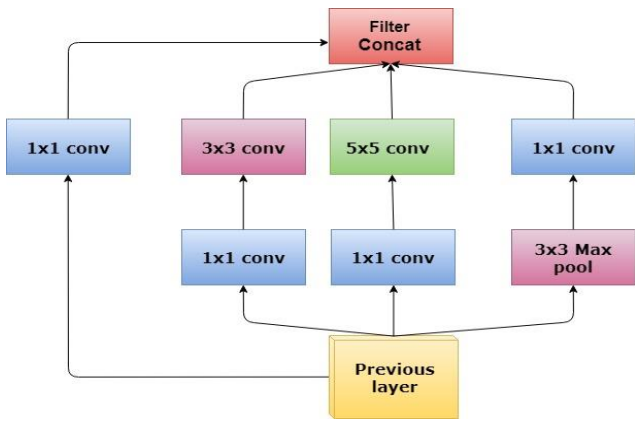 Filter
Concat
1x1 conv
3x3 conv
5x5 conv
1x1 conv
1x1 conv
1x1 conv
3x3 Max
pool
Previous
layer